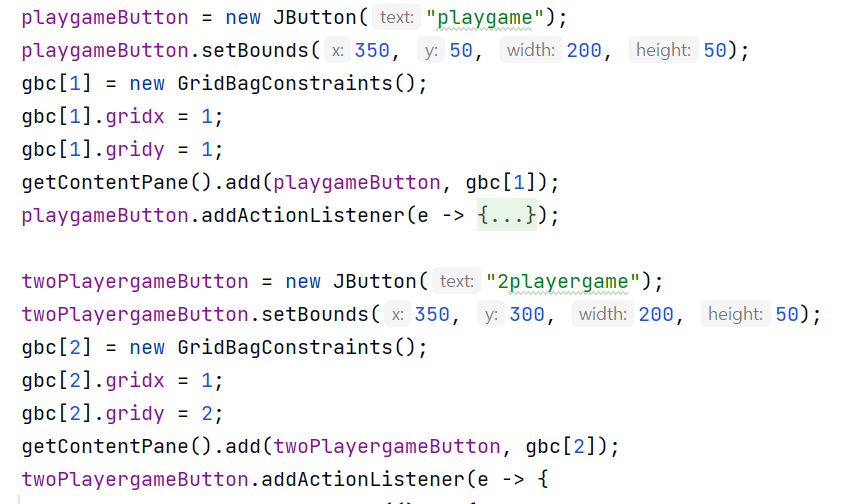 playgameButton = new JButton( text: "playgame");
playgameButton.setBounds( x: 350, y: 50, width: 200, height: 50);
gbc[1] = new GridBagConstraints();
gbc[1].gridx = 1;
gbc[1].gridy = 1;
getContentPane().add(playgameButton, gbc[1]);
playgameButton.addActionListener(e -> {...});
twoPlayergameButton = new JButton( text: "2playergame");
twoPlayergameButton.setBounds( x: 350, y: 300, width: 200, height: 50);
gbc[2] = new GridBagConstraints();
gbc[2].gridx = 1;
gbc[2].gridy = 2;
getContentPane().add(twoPlayergameButton, gbc[2]);
twoPlayergameButton.addActionListener(e -> {